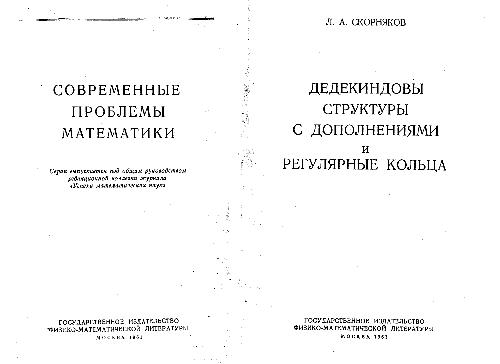 СОВРЕМЕННЫЕ
ПРОБЛЕМЫ
МАТЕМАТИКИ
Серия выпускается под общим руководством
редакционной коллегии журнала
«Успехи математических наук»
ГОСУДАРСТВЕННОЕ ИЗДАТЕЛЬСТВО
ФИЗИКО-МАТЕМАТИЧЕСКОЙ ЛИТЕРАТУРЫ
МОСКВА 1961
Л. А. СКОРНЯКОВ
ДЕДЕКИНДОВЫ
СТРУКТУРЫ
С ДОПОЛНЕНИЯМИ
и
РЕГУЛЯРНЫЕ КОЛЬЦА
ГОСУДАРСТВЕННОЕ ИЗДАТЕЛЬСТВО
ФИЗИКО-МАТЕМАТИЧЕСКОЙ ЛИТЕРАТУРЫ
МОСКВА 1961